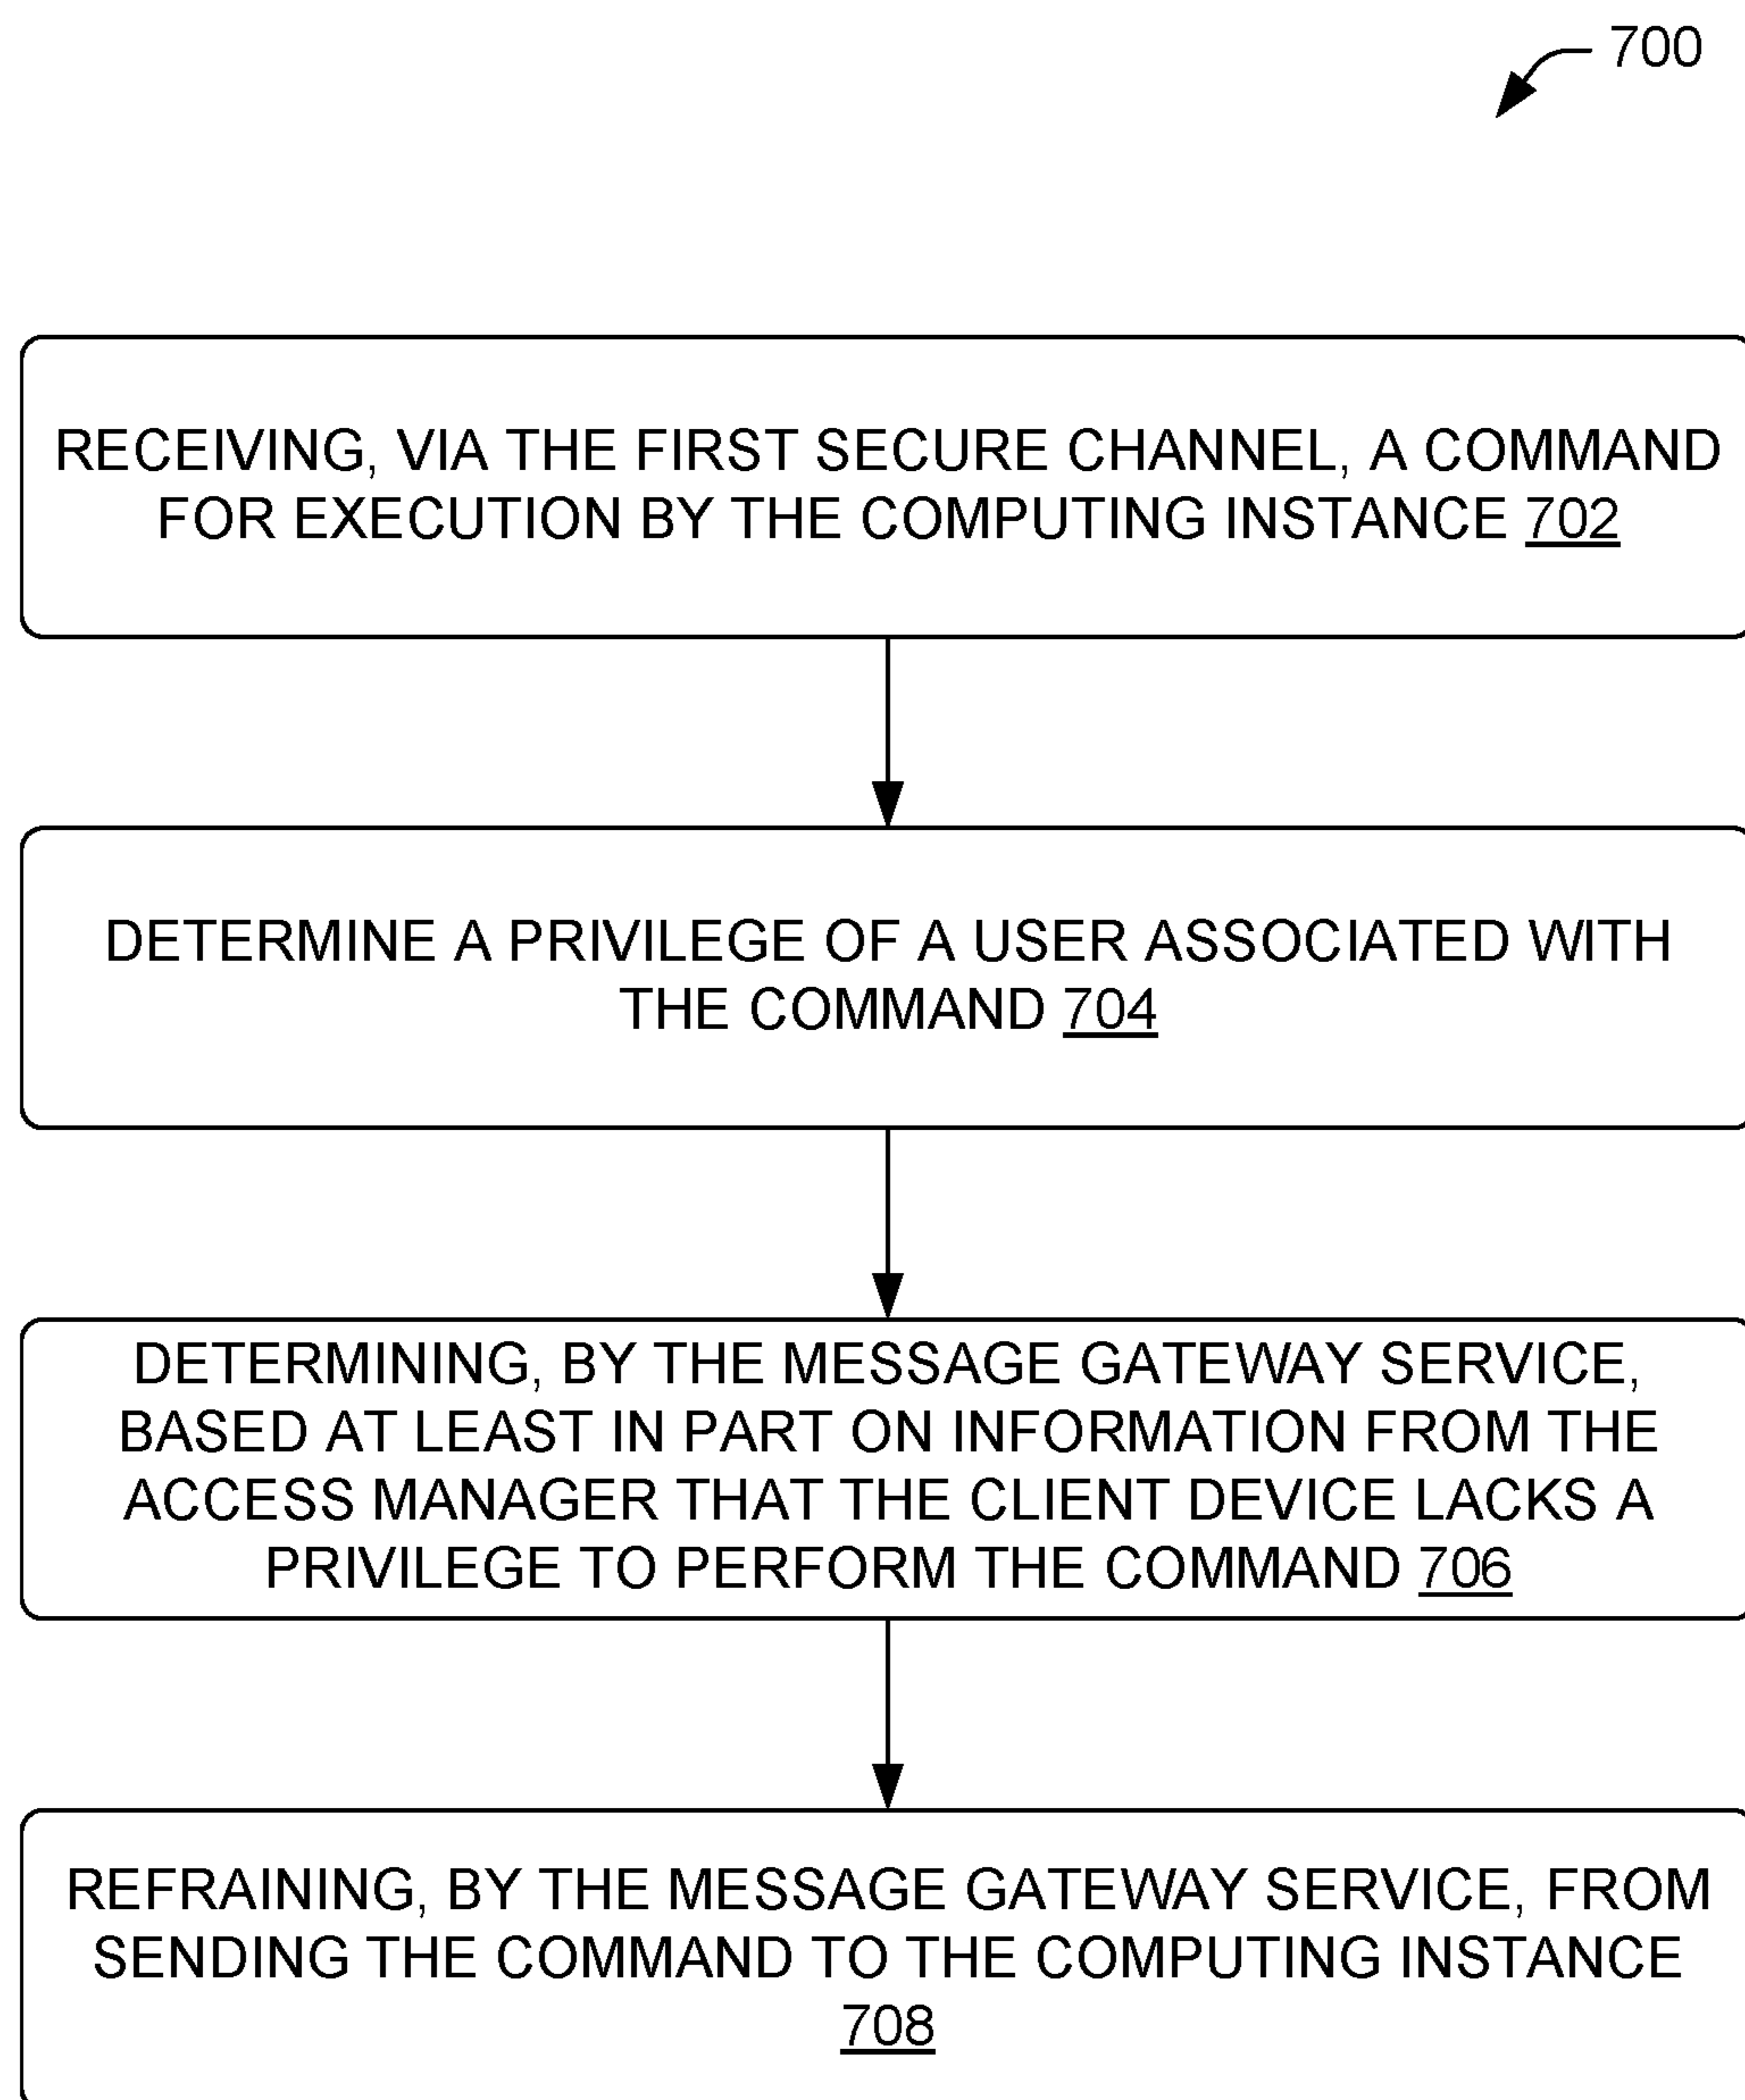 700
RECEIVING, VIA THE FIRST SECURE CHANNEL, A COMMAND
FOR EXECUTION BY THE COMPUTING INSTANCE 702
DETERMINE A PRIVILEGE OF A USER ASSOCIATED WITH
THE COMMAND 704
DETERMINING, BY THE MESSAGE GATEWAY SERVICE,
BASED AT LEAST IN PART ON INFORMATION FROM THE
ACCESS MANAGER THAT THE CLIENT DEVICE LACKS A
PRIVILEGE TO PERFORM THE COMMAND 706
REFRAINING, BY THE MESSAGE GATEWAY SERVICE, FROM
SENDING THE COMMAND TO THE COMPUTING INSTANCE
708